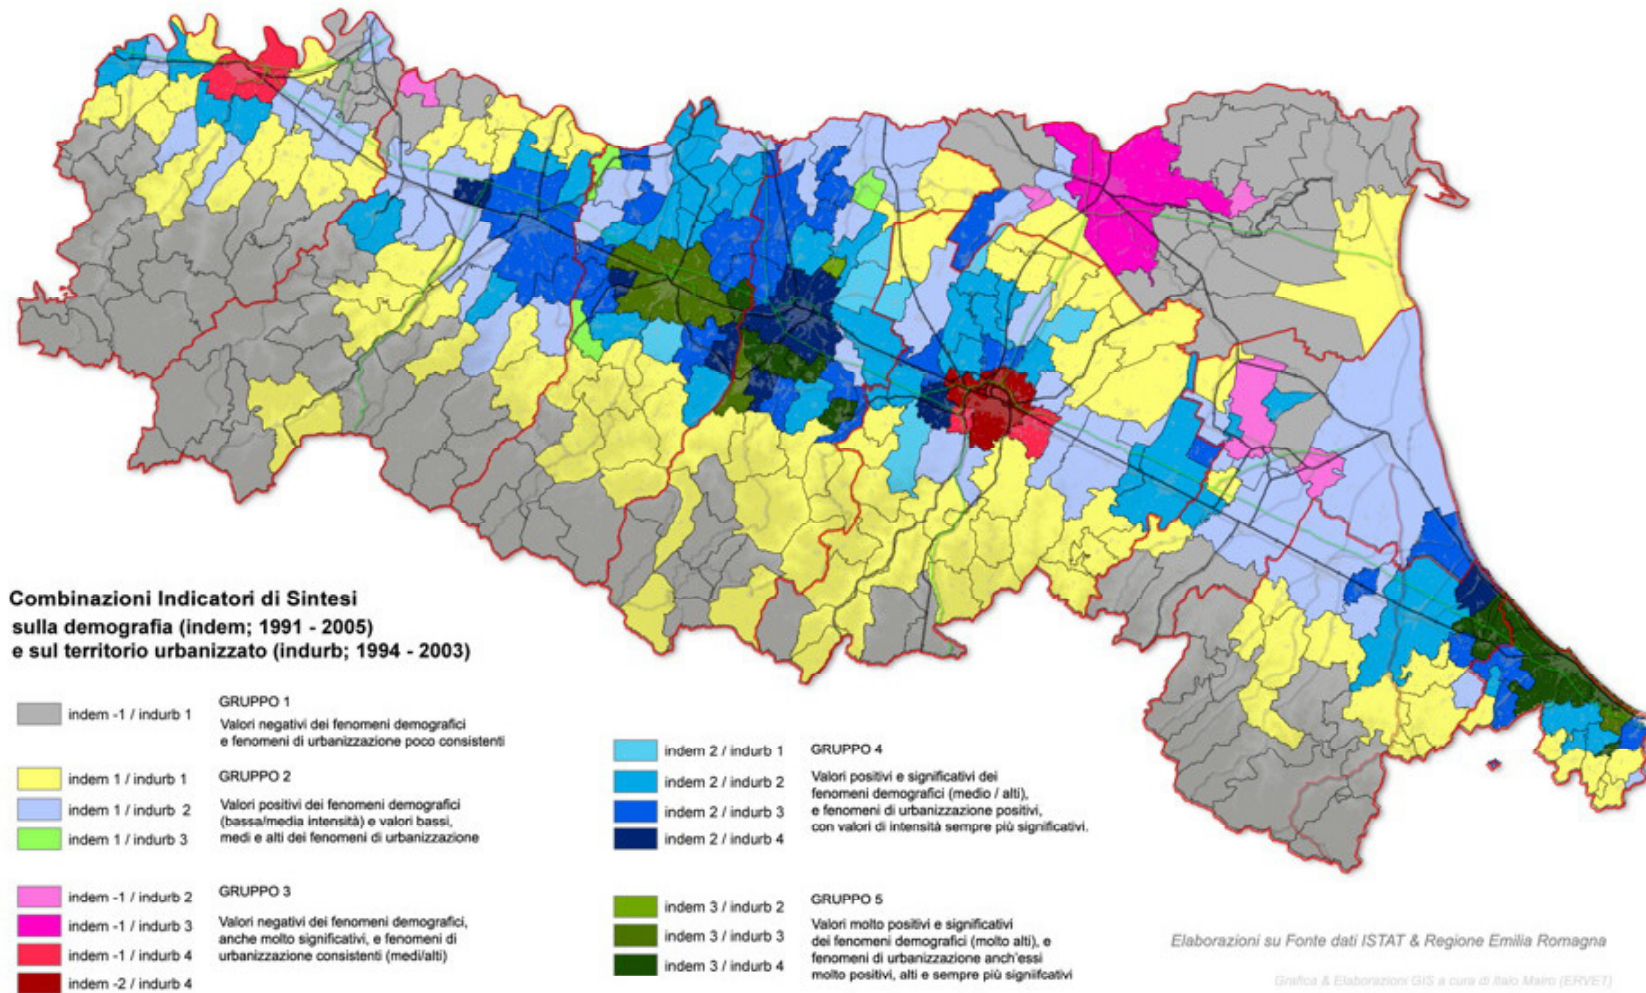 Combinazioni Indicatori di Sintesi
sulla demografia (indem; 1991 - 2005)
e sul territorio urbanizzato (indurb; 1994 - 2003)
indem -1 / indurb 1
GRUPPO 1
Valori negativi dei fenomeni demografici
e fenomeni di urbanizzazione poco consistenti
indem 1 / indurb 1
indem 1 / indurb 2
indem 1 / indurb 3
GRUPPO 2
Valori positivi dei fenomeni demografici
(bassa/media intensità) e valori bassi,
medi e alti dei fenomeni di urbanizzazione
indem -1 / indurb 2
indem -1 / indurb 3
indem -1 / indurb 4
indem -2 / indurb 4
GRUPPO 3
Valori negativi dei fenomeni demografici,
anche molto significativi, e fenomeni di
urbanizzazione consistenti (medi/alti)
indem 2 / indurb 1
indem 2 / indurb 2
indem 2 / indurb 3
indem 2 / indurb 4
GRUPPO 4
Valori positivi e significativi dei
fenomeni demografici (medio / alti),
e fenomeni di urbanizzazione positivi,
con valori di intensità sempre più significativi.
indem 3 / indurb 2
indem 3 / indurb 3
indem 3 / indurb 4
GRUPPO 5
Valori molto positivi e significativi
dei fenomeni demografici (molto alti), e
fenomeni di urbanizzazione anch'essi
molto positivi, alti e sempre più signiifcativi
Elaborazioni su Fonte dati ISTAT & Regione Emilia Romagna
Grafica & Elaborazioni GIS a cura di Italo Mairo (ERVET)